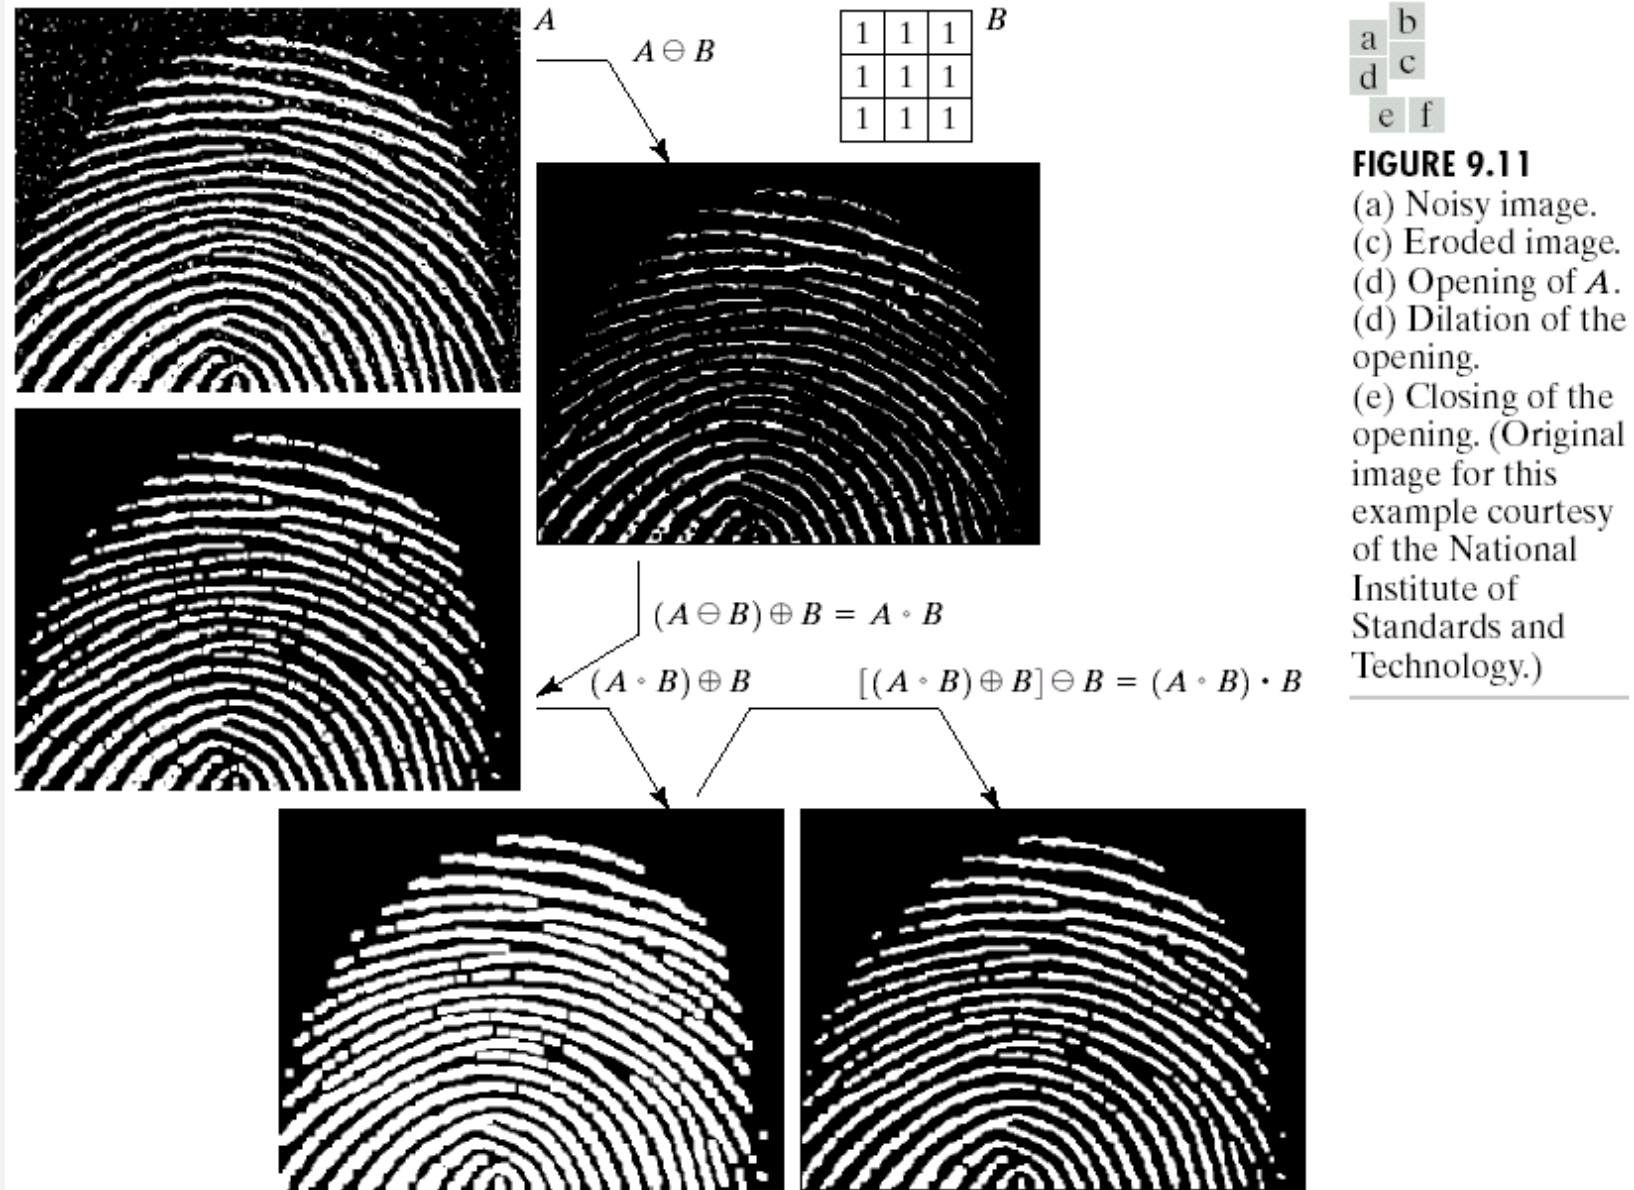 A
A ⊖ B
1 1 1 B
1 1 1
1 1 1
(A ⊖ B) ⊕ B = A ∘ B
(A ∘ B) ⊕ B [(A ∘ B) ⊕ B] ⊖ B = (A ∘ B) • B
b
a
c
d
e f
FIGURE 9.11
(a) Noisy image.
(c) Eroded image.
(d) Opening of A.
(d) Dilation of the
opening.
(e) Closing of the
opening. (Original
image for this
example courtesy
of the National
Institute of
Standards and
Technology.)